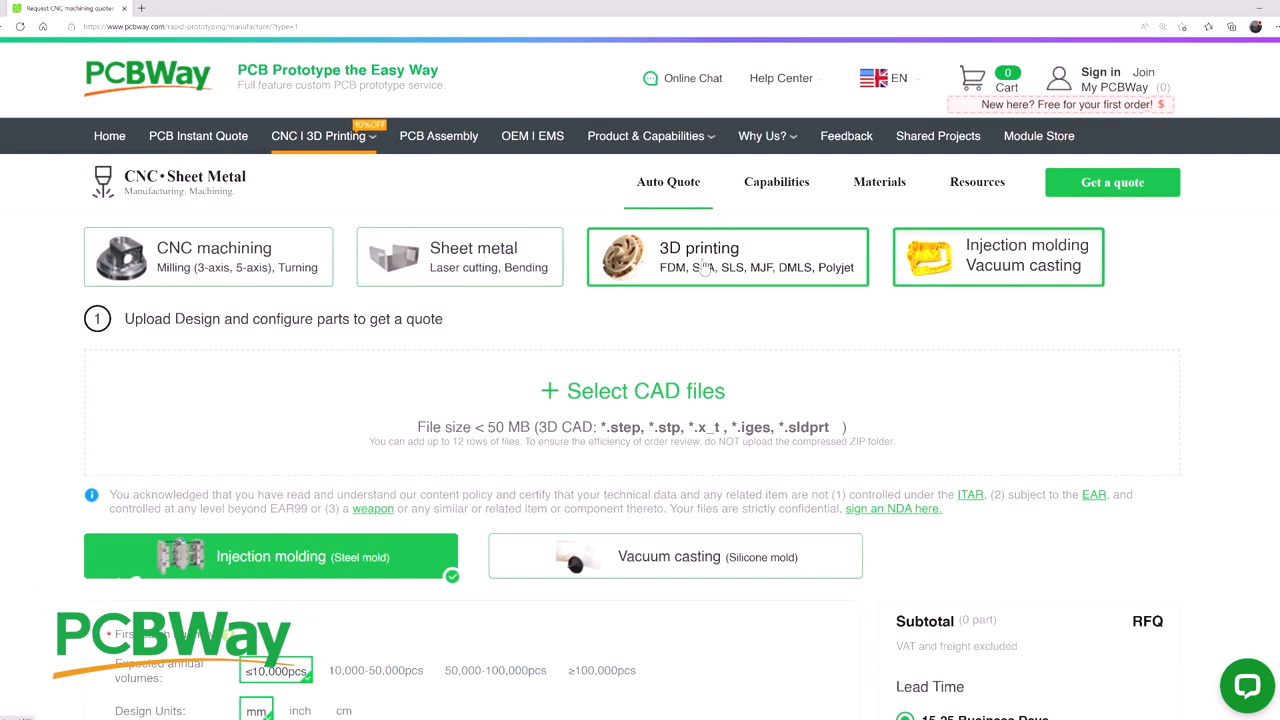 Request CNC machining quotes
https://www.pcbway.com/rapid-prototyping/manufacture/?type=1
PCBWay
PCB Prototype the Easy Way
Full feature custom PCB prototype service.
Online Chat
Help Center
EN
0
Cart
Sign in Join
My PCBWay (0)
New here? Free for your first order! $
Home
PCB Instant Quote
CNC I 3D Printing
10%OFF
PCB Assembly
OEM I EMS
Product & Capabilities
Why Us?
Feedback
Shared Projects
Module Store
CNC • Sheet Metal
Manufacturing. Machining.
Auto Quote
Capabilities
Materials
Resources
Get a quote
CNC machining
Milling (3-axis, 5-axis), Turning
Sheet metal
Laser cutting, Bending
3D printing
FDM, SLA, SLS, MJF, DMLS, Polyjet
Injection molding
Vacuum casting
1 Upload Design and configure parts to get a quote
+ Select CAD files
File size < 50 MB (3D CAD: *.step, *.stp, *.x_t , *.iges, *.sldprt )
You can add up to 12 rows of files. To ensure the efficiency of order review, do NOT upload the compressed ZIP folder.
You acknowledged that you have read and understand our content policy and certify that your technical data and any related item are not (1) controlled under the ITAR, (2) subject to the EAR, and
controlled at any level beyond EAR99 or (3) a weapon or any similar or related item or component thereto. Your files are strictly confidential, sign an NDA here.
Injection molding (Steel mold)
Vacuum casting (Silicone mold)
PCBWay
Expected annual
volumes:
≤10,000pcs
10,000-50,000pcs
50,000-100,000pcs
≥100,000pcs
Design Units:
mm
inch
cm
Subtotal (0 part)
RFQ
VAT and freight excluded
Lead Time
15-25 Business Days